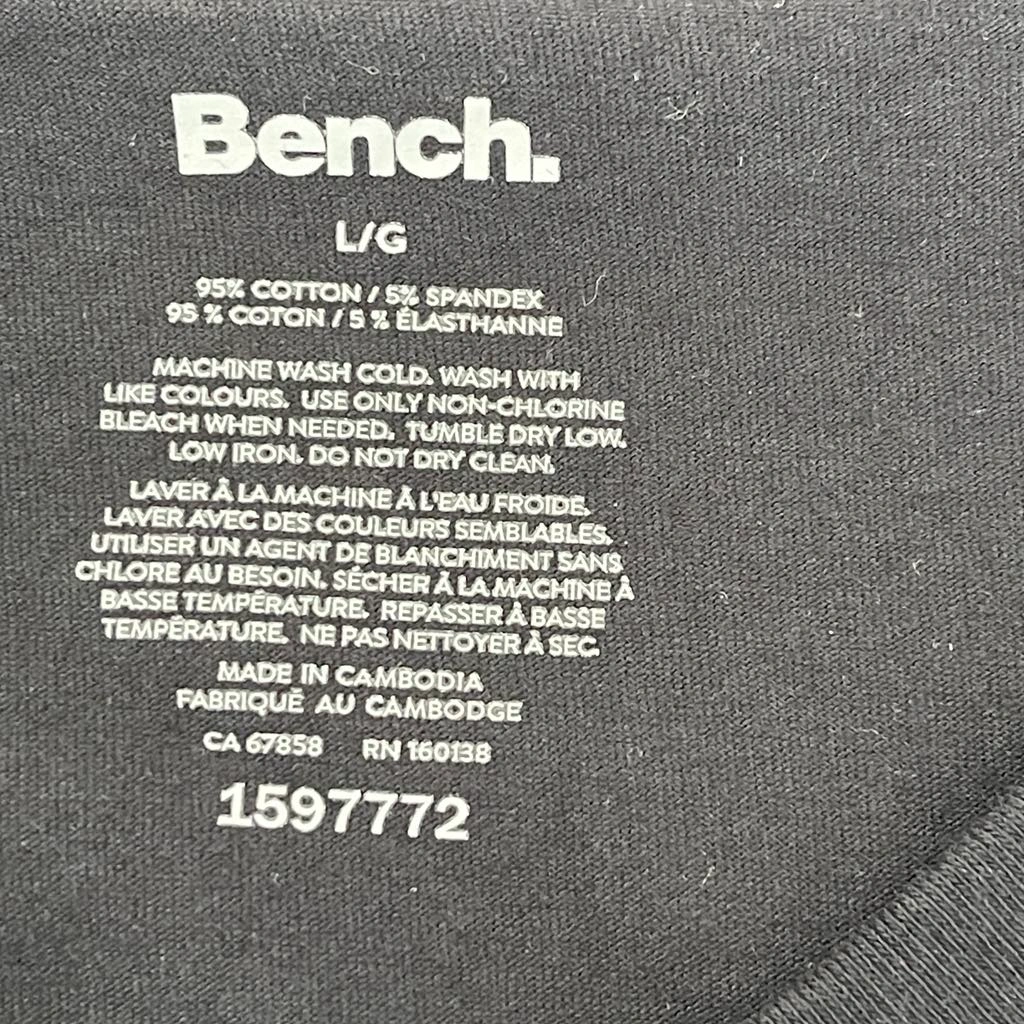 Bench.
L/G
95% COTTON / 5% SPANDEX
95 % COTON / 5 % ÉLASTHANNE
MACHINE WASH COLD. WASH WITH
LIKE COLOURS. USE ONLY NON-CHLORINE
BLEACH WHEN NEEDED. TUMBLE DRY LOW.
LOW IRON. DO NOT DRY CLEAN.
LAVER À LA MACHINE À L'EAU FROIDE.
LAVER AVEC DES COULEURS SEMBLABLES.
UTILISER UN AGENT DE BLANCHIMENT SANS
CHLORE AU BESOIN. SÉCHER À LA MACHINE À
BASSE TEMPÉRATURE. REPASSER À BASSE
TEMPÉRATURE. NE PAS NETTOYER À SEC.
MADE IN CAMBODIA
FABRIQUÉ AU CAMBODGE
CA 67858 RN 160138
1597772